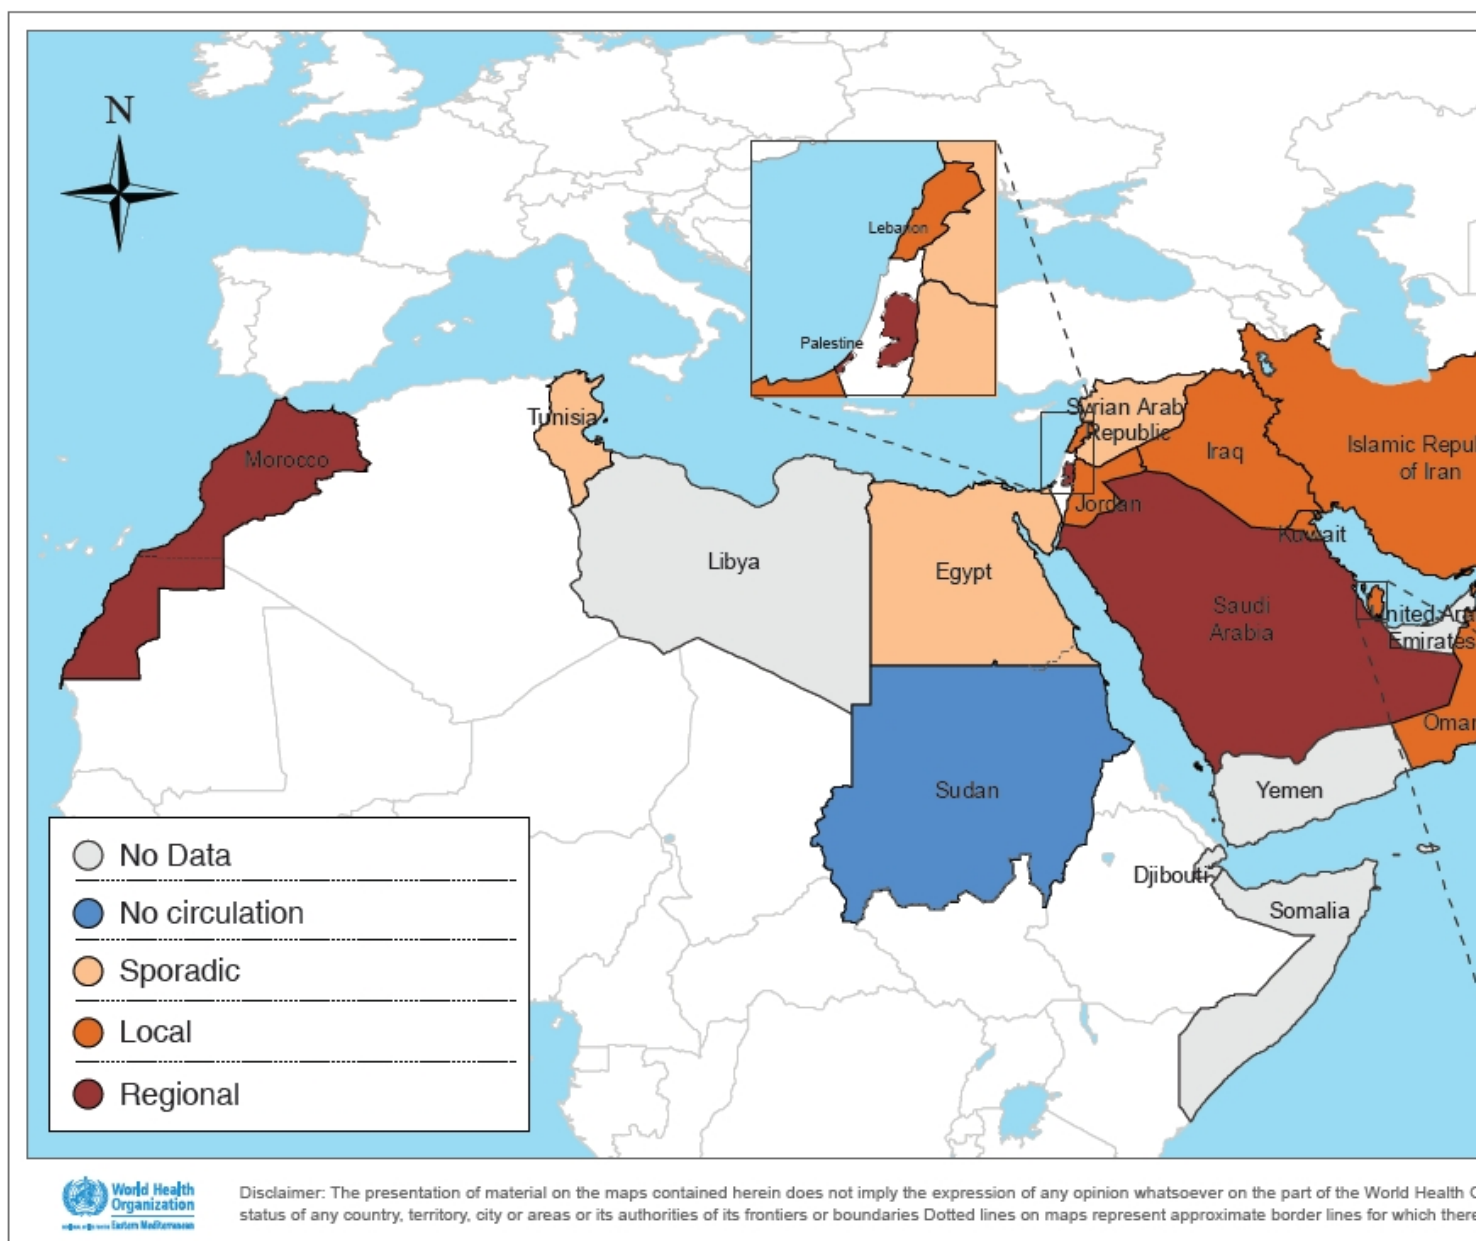 N
Lebanon
Palestine
Tunisia
Morocco
Syrian Arab
Republic
Iraq
Islamic Repu
of Iran
Jordan
Kuwait
Libya
Egypt
Saudi
Arabia
United Ara
Emirates
Oman
Sudan
Yemen
Djibouti
Somalia
No Data
No circulation
Sporadic
Local
Regional
World Health
Organization
Eastern Mediterranean
Disclaimer: The presentation of material on the maps contained herein does not imply the expression of any opinion whatsoever on the part of the World Health O
status of any country, territory, city or areas or its authorities of its frontiers or boundaries Dotted lines on maps represent approximate border lines for which there